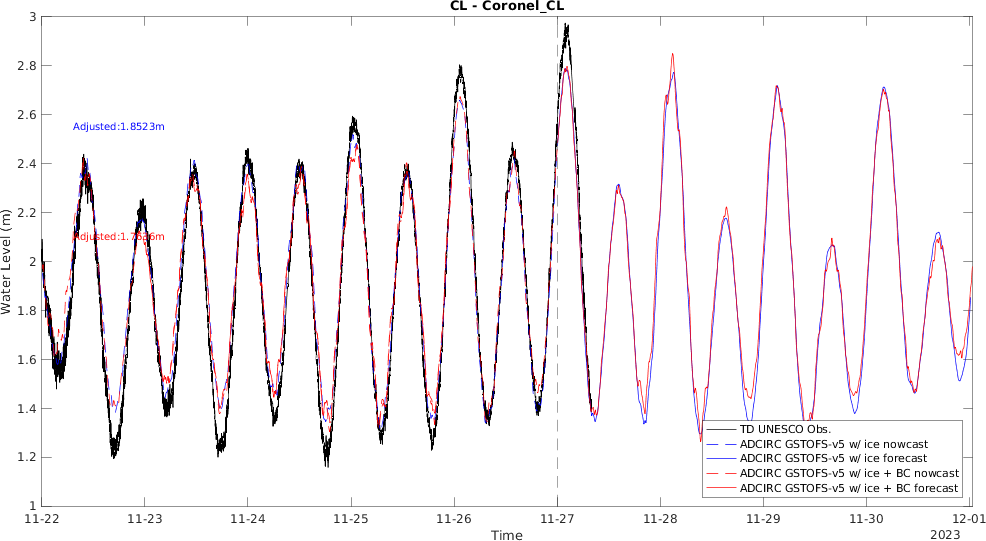 CL - Coronel_CL
3
2.8
2.6
2.4
2.2
2
1.8
1.6
1.4
1.2
1
Water Level (m)
Adjusted:1.8523m
TD UNESCO Obs.
ADCIRC GSTOFS-v5 w/ ice nowcast
ADCIRC GSTOFS-v5 w/ ice forecast
ADCIRC GSTOFS-v5 w/ ice + BC nowcast
ADCIRC GSTOFS-v5 w/ ice + BC forecast
11-22 11-23 11-24 11-25 11-26 11-27 11-28 11-29 11-30 12-01
Time
2023